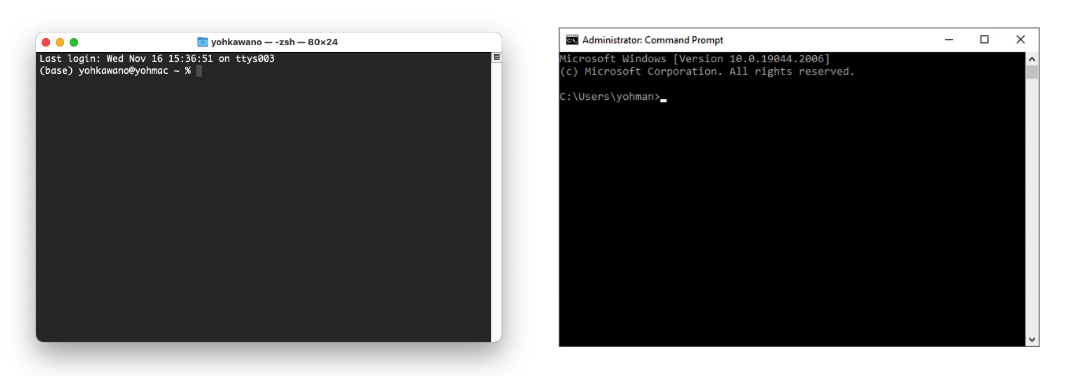 yohkawano — -zsh — 80×24
Last login: Wed Nov 16 15:36:51 on ttys003
(base) yohkawano@yohmac ~ %
Administrator: Command Prompt
Microsoft Windows [Version 10.0.19044.2006]
(c) Microsoft Corporation. All rights reserved.
C:\Users\yohman>